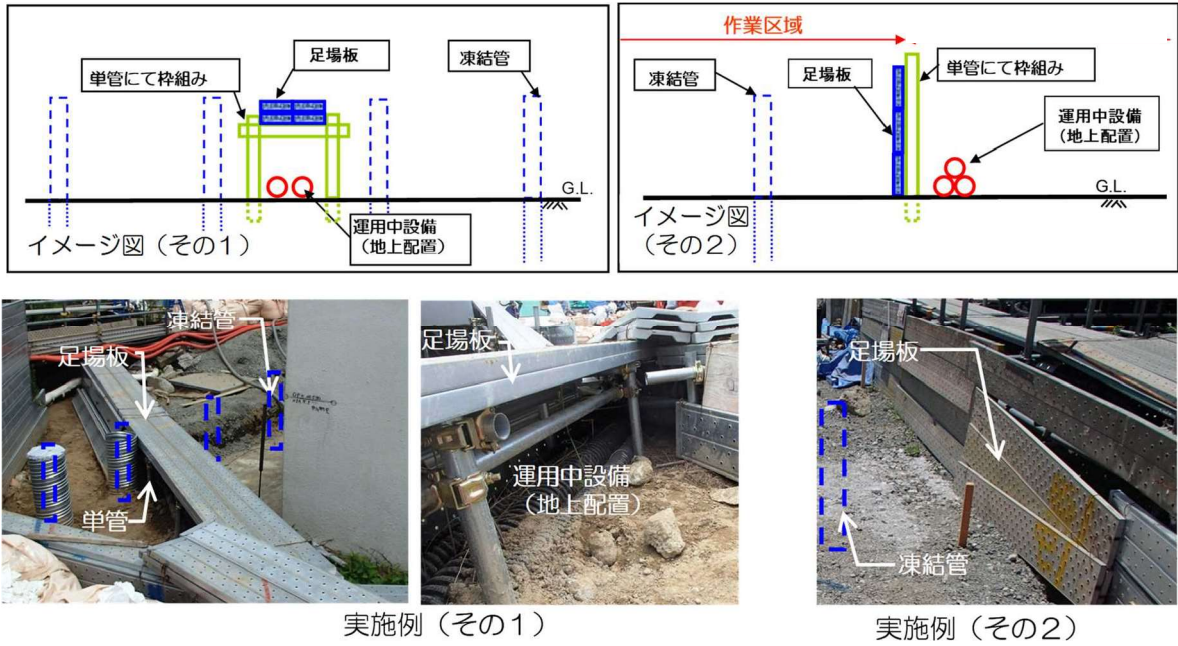 足場板
凍結管
単管にて枠組み
G.L.
運用中設備
(地上配置)
イメージ図(その1)
作業区域
凍結管
足場板
単管にて枠組み
運用中設備
(地上配置)
G.L.
イメージ図
(その2)
凍結管
足場板
単管
足場板
運用中設備
(地上配置)
足場板
凍結管
実施例(その1)
実施例(その2)